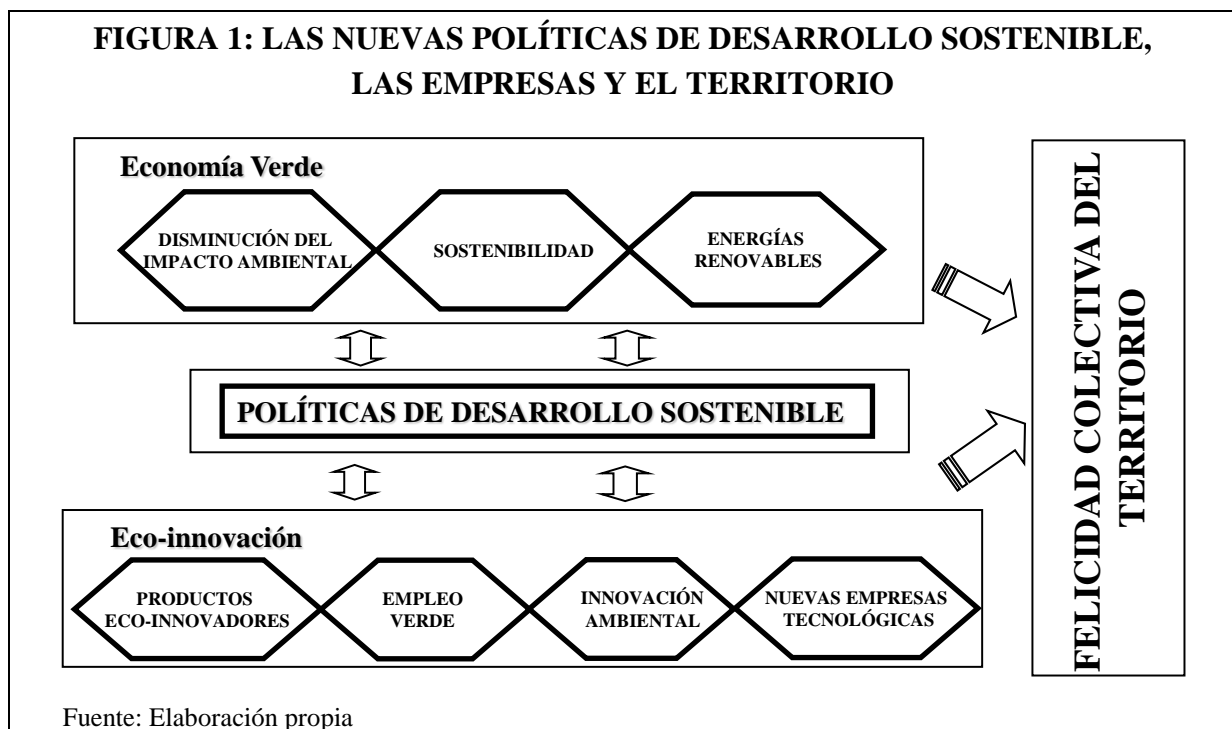 FIGURA 1: LAS NUEVAS POLÍTICAS DE DESARROLLO SOSTENIBLE,
LAS EMPRESAS Y EL TERRITORIO
Economía Verde
DISMINUCIÓN DEL
IMPACTO AMBIENTAL
SOSTENIBILIDAD
ENERGÍAS
RENOVABLES
POLÍTICAS DE DESARROLLO SOSTENIBLE
Eco-innovación
PRODUCTOS
ECO-INNOVADORES
EMPLEO
VERDE
INNOVACIÓN
AMBIENTAL
NUEVAS EMPRESAS
TECNOLÓGICAS
FELICIDAD COLECTIVA DEL
TERRITORIO
Fuente: Elaboración propia